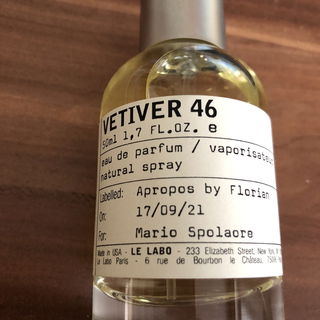 VETIVER 46
50ml 1,7 FL.OZ. e
eau de parfum / vaporisateur
natural spray
Labelled: Apropos by Florian
On: 17/09/21
For: Mario Spolaore
Made in USA - LE LABO - 233 Elizabeth Street, New York,
Le Labo Paris - 6 rue de Bourbon le Château,